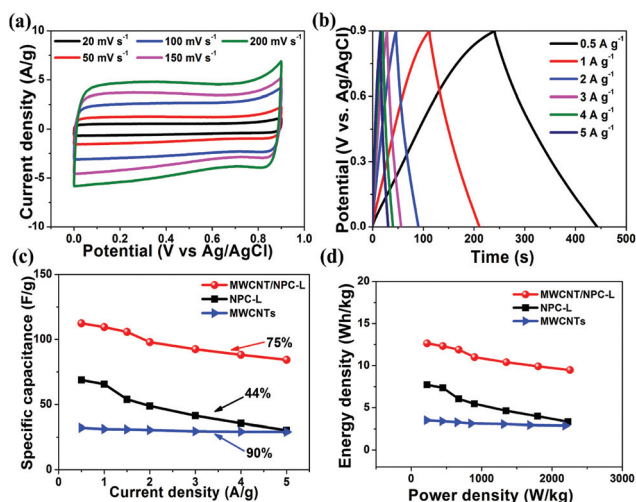 (a)
20 mV s⁻¹ 100 mV s⁻¹ 200 mV s⁻¹
50 mV s⁻¹ 150 mV s⁻¹
Current density (A/g)
10
5
0
-5
-10
0.0 0.2 0.4 0.6 0.8 1.0
Potential (V vs Ag/AgCl)
(b)
0.5 A g⁻¹
1 A g⁻¹
2 A g⁻¹
3 A g⁻¹
4 A g⁻¹
5 A g⁻¹
Potential (V vs. Ag/AgCl)
0.9
0.6
0.3
0.0
0 100 200 300 400 500
Time (s)
(c)
MWCNT/NPC-L
NPC-L
MWCNTs
75%
44%
90%
Specific capacitance (F/g)
150
100
50
0
0 1 2 3 4 5
Current density (A/g)
(d)
MWCNT/NPC-L
NPC-L
MWCNTs
Energy density (Wh/kg)
20
15
10
5
0
0 1000 2000 3000
Power density (W/kg)